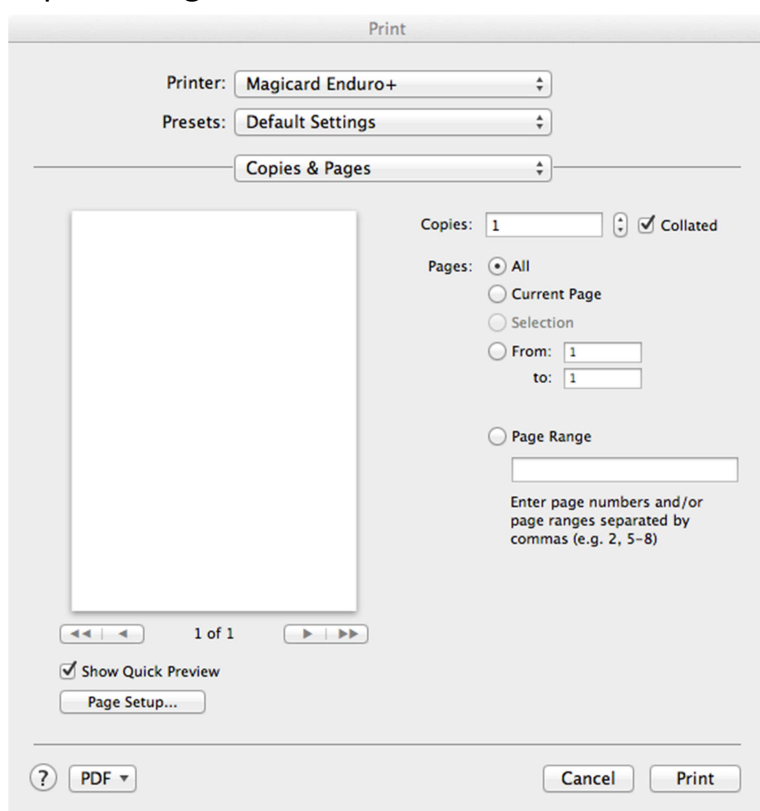 Print
Printer: Magicard Enduro+
Presets: Default Settings
Copies & Pages
Copies: 1 Collated
Pages: All
Current Page
Selection
From: 1
to: 1
Page Range
Enter page numbers and/or
page ranges separated by
commas (e.g. 2, 5-8)
1 of 1
Show Quick Preview
Page Setup...
? PDF Cancel Print